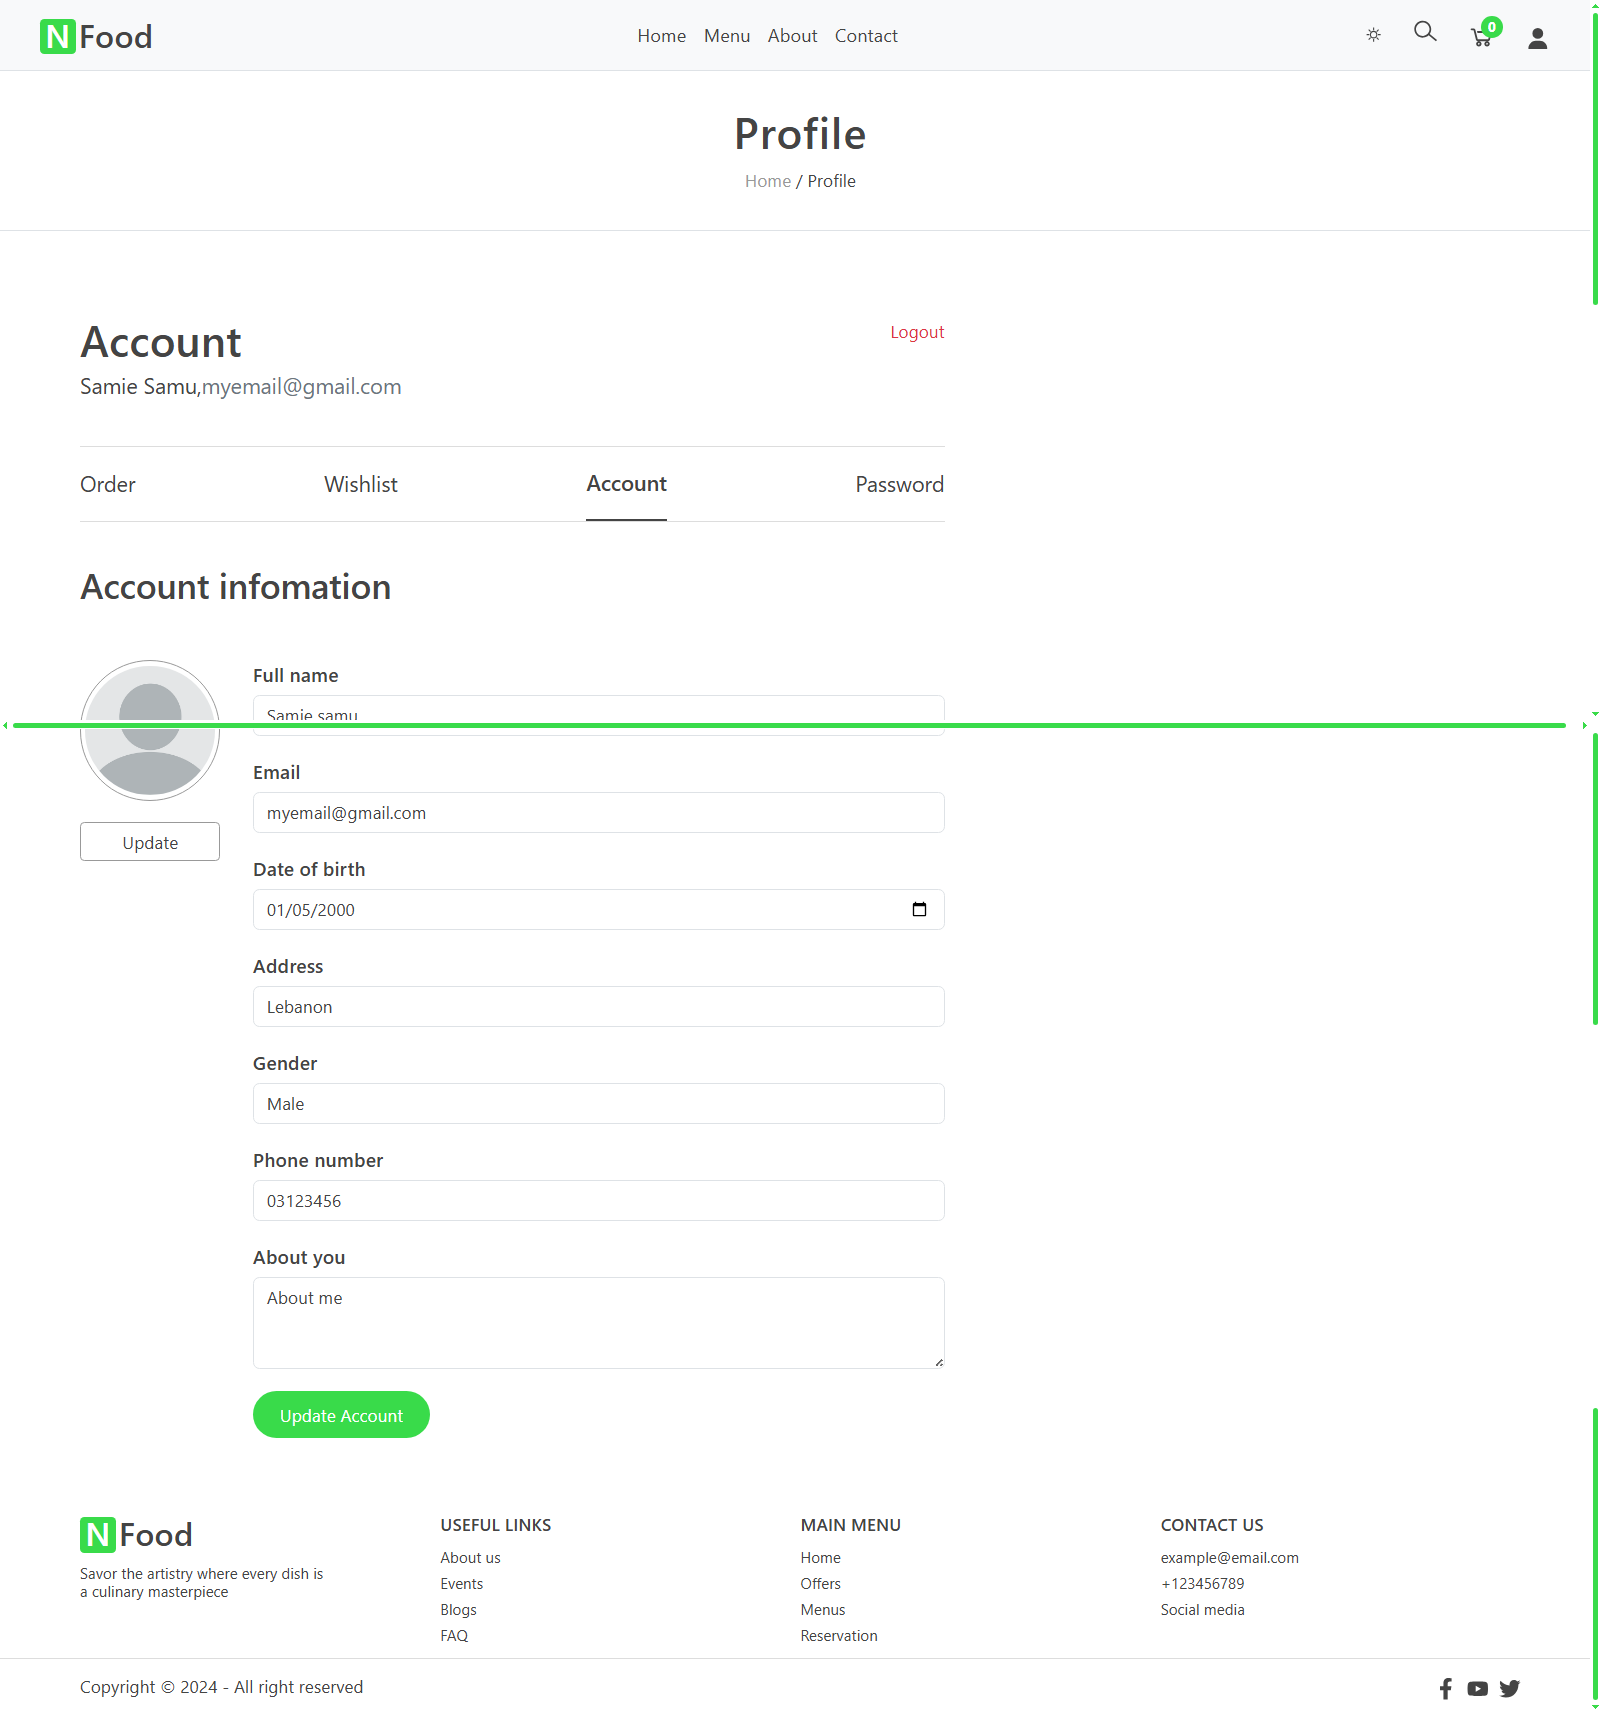 N Food
Home Menu About Contact
0
Profile
Home / Profile
Account
Logout
Samie Samu,myemail@gmail.com
Order Wishlist Account Password
Account infomation
Full name
Samie samu
Email
myemail@gmail.com
Update
Date of birth
01/05/2000
Address
Lebanon
Gender
Male
Phone number
03123456
About you
About me
Update Account
N Food
Savor the artistry where every dish is
a culinary masterpiece
USEFUL LINKS
About us
Events
Blogs
FAQ
MAIN MENU
Home
Offers
Menus
Reservation
CONTACT US
example@email.com
+123456789
Social media
Copyright © 2024 - All right reserved